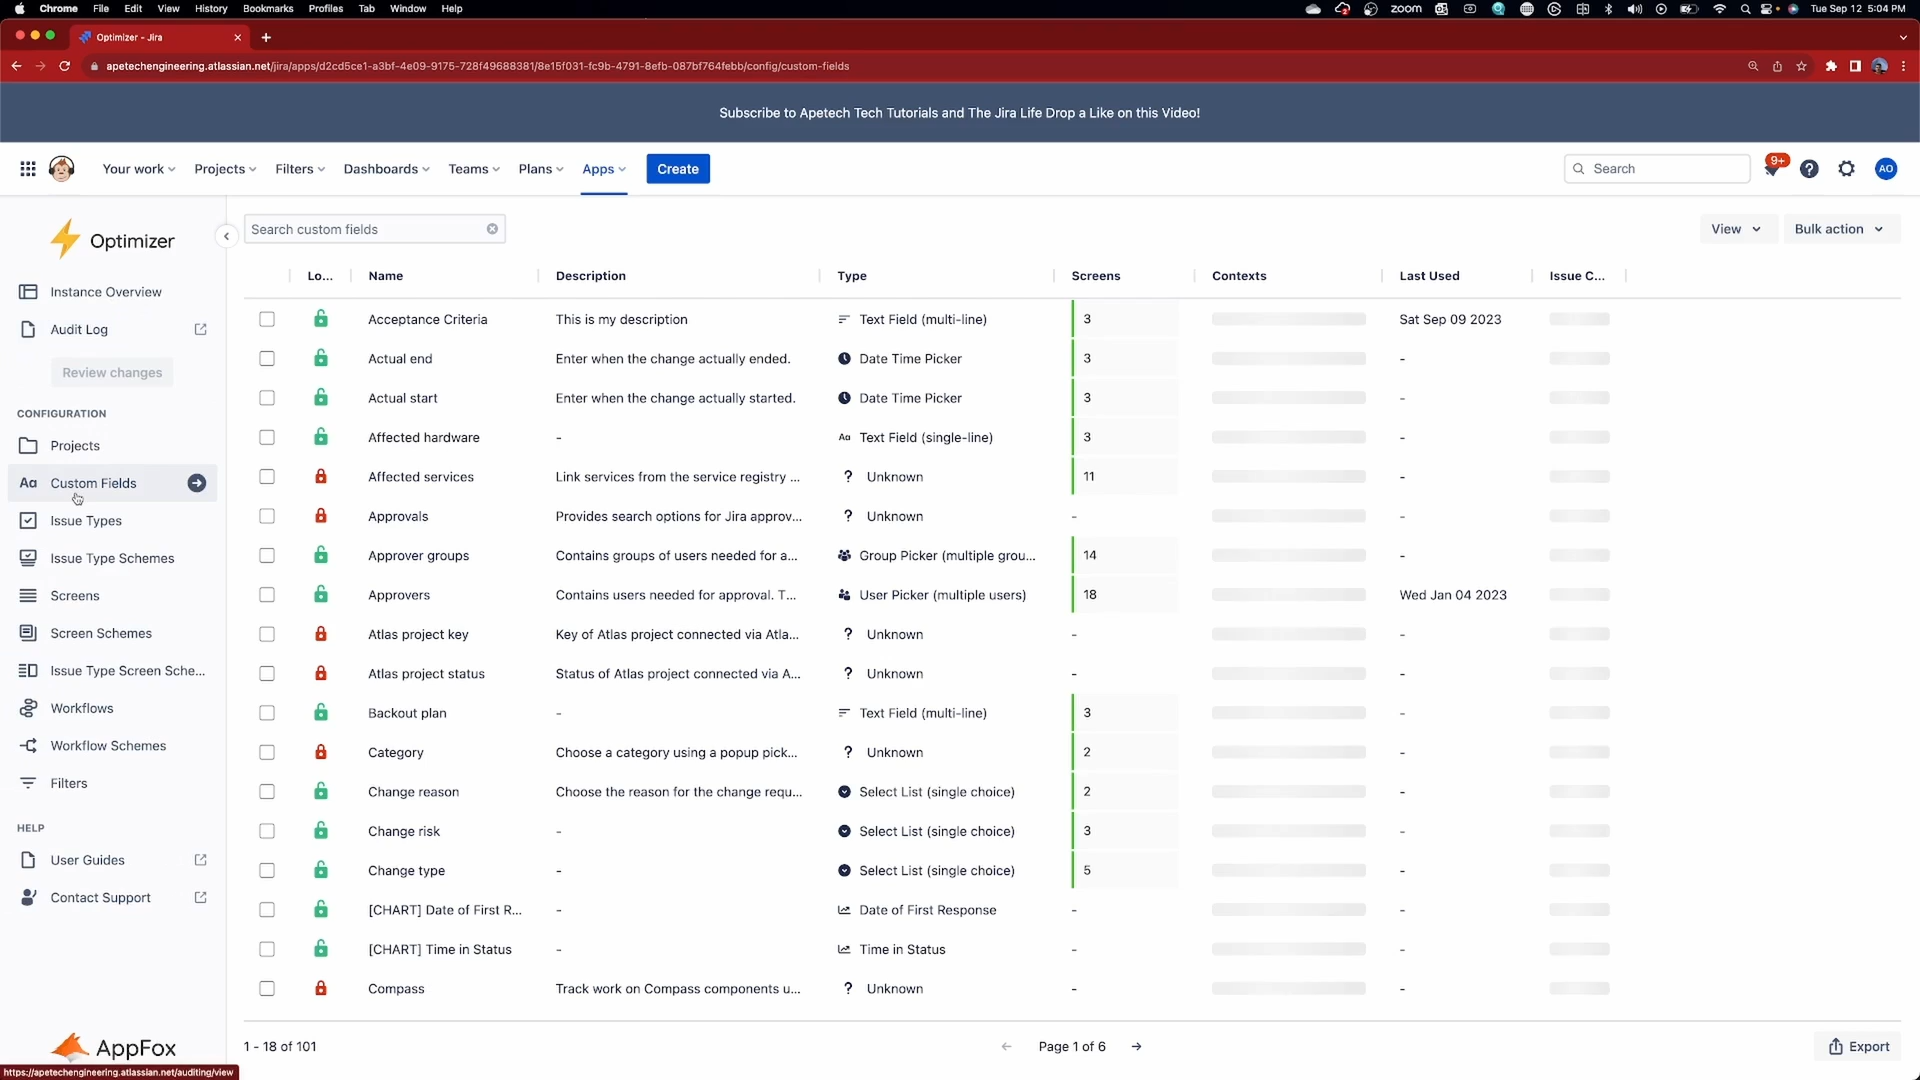 Chrome File Edit View History Bookmarks Profiles Tab Window Help zoom Tue Sep 12 5:04 PM
Optimizer - Jira
apetechengineering.atlassian.net/jira/apps/d2cd5ce1-a3bf-4e09-9175-728f49688381/8e15f031-fc9b-4791-8efb-087bf764febb/config/custom-fields
Subscribe to Apetech Tech Tutorials and The Jira Life Drop a Like on this Video!
Your work Projects Filters Dashboards Teams Plans Apps Create Search 9+ AO
Optimizer
Instance Overview
Audit Log
Review changes
CONFIGURATION
Projects
Aa Custom Fields
Issue Types
Issue Type Schemes
Screens
Screen Schemes
Issue Type Screen Sche...
Workflows
Workflow Schemes
Filters
HELP
User Guides
Contact Support
AppFox
https://apetechengineering.atlassian.net/auditing/view
Search custom fields View Bulk action
Lo... Name Description Type Screens Contexts Last Used Issue C...
Acceptance Criteria This is my description Text Field (multi-line) 3 Sat Sep 09 2023
Actual end Enter when the change actually ended. Date Time Picker 3 -
Actual start Enter when the change actually started. Date Time Picker 3 -
Affected hardware - Aa Text Field (single-line) 3 -
Affected services Link services from the service registry ... ? Unknown 11 -
Approvals Provides search options for Jira approv... ? Unknown - -
Approver groups Contains groups of users needed for a... Group Picker (multiple grou... 14 -
Approvers Contains users needed for approval. T... User Picker (multiple users) 18 Wed Jan 04 2023
Atlas project key Key of Atlas project connected via Atla... ? Unknown - -
Atlas project status Status of Atlas project connected via A... ? Unknown - -
Backout plan - Text Field (multi-line) 3 -
Category Choose a category using a popup pick... ? Unknown 2 -
Change reason Choose the reason for the change requ... Select List (single choice) 2 -
Change risk - Select List (single choice) 3 -
Change type - Select List (single choice) 5 -
[CHART] Date of First R... - Date of First Response - -
[CHART] Time in Status - Time in Status - -
Compass Track work on Compass components u... ? Unknown - -
1 - 18 of 101 Page 1 of 6 Export